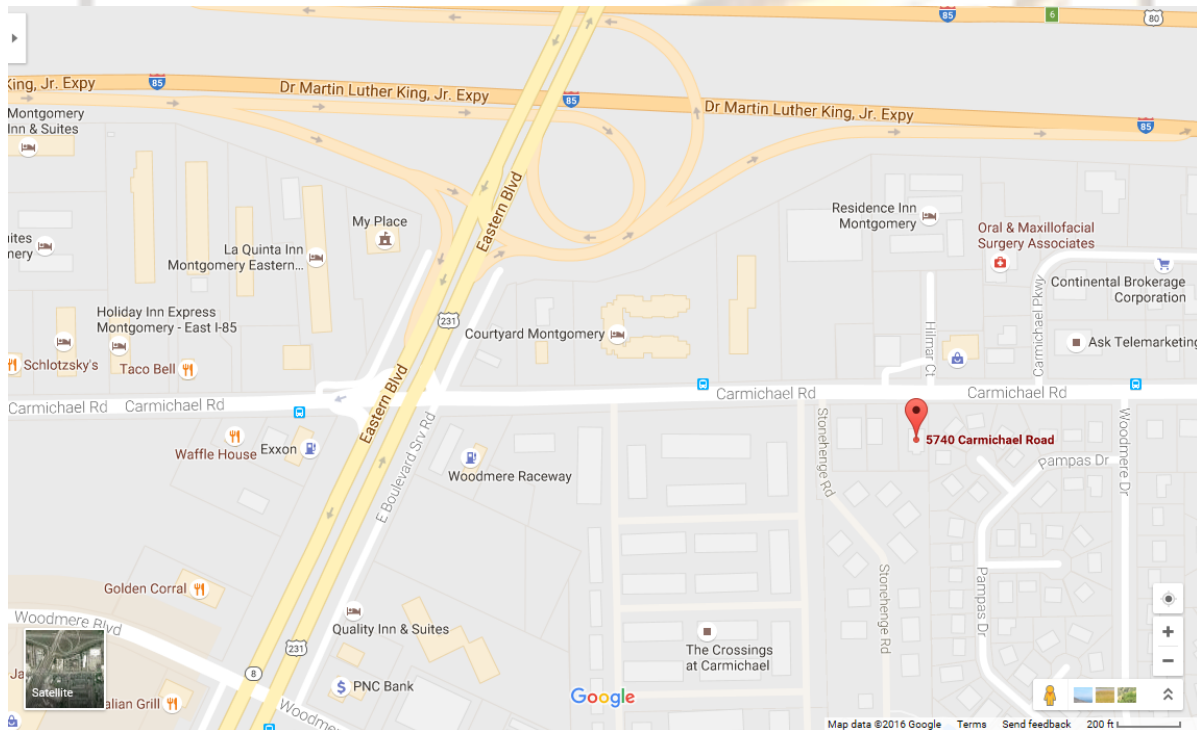 85
6
80
King, Jr. Expy
85
Dr Martin Luther King, Jr. Expy
85
Dr Martin Luther King, Jr. Expy
85
Montgomery
Inn & Suites
Eastern Blvd
My Place
Residence Inn
Montgomery
Oral & Maxillofacial
Surgery Associates
ites
nery
La Quinta Inn
Montgomery Eastern...
Continental Brokerage
Corporation
Holiday Inn Express
Montgomery - East I-85
231
Courtyard Montgomery
Hilmar Ct
Carmichael Pkwy
Ask Telemarketing
Schlotzsky's
Taco Bell
Carmichael Rd
Carmichael Rd
Eastern Blvd
Carmichael Rd
Carmichael Rd
5740 Carmichael Road
Waffle House
Exxon
E Boulevard Srv Rd
Woodmere Raceway
Stonehenge Rd
Pampas Dr
Woodmere Dr
Golden Corral
Stonehenge Rd
Pampas Dr
Woodmere Blvd
Quality Inn & Suites
231
The Crossings
at Carmichael
8
Satellite
Ja
alian Grill
PNC Bank
Woodme
Google
Map data ©2016 Google
Terms
Send feedback
200 ft